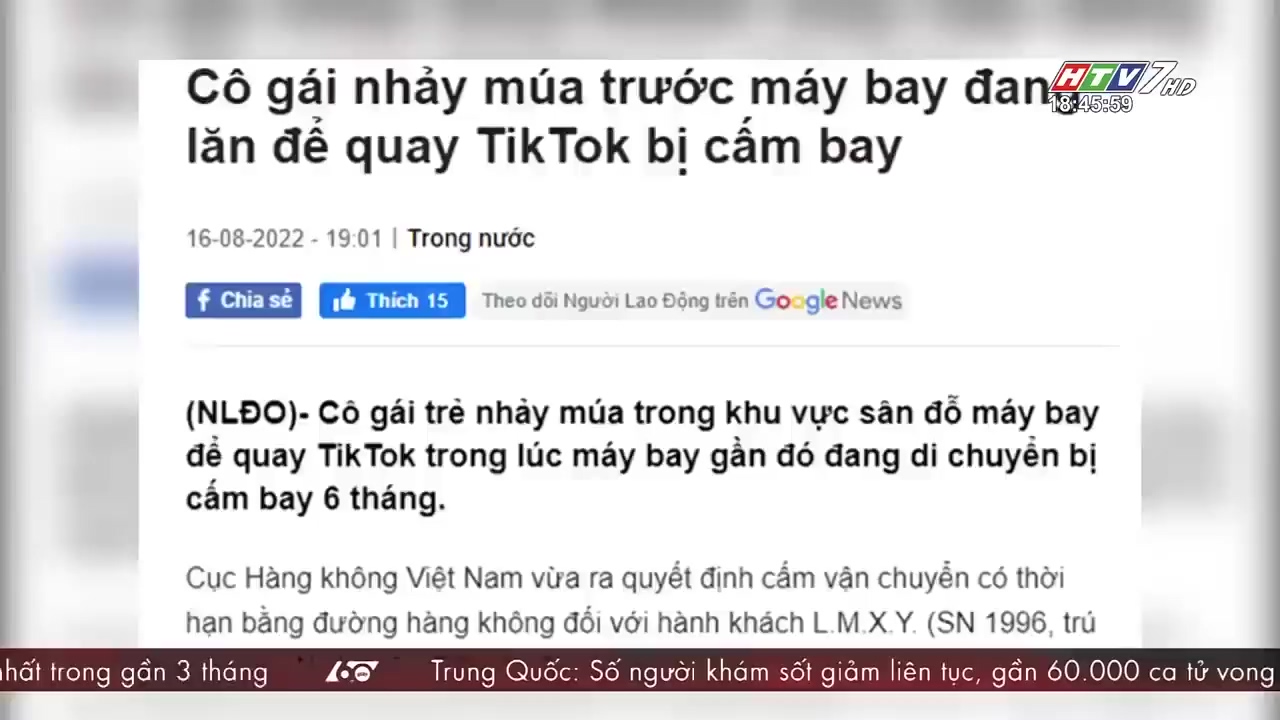 Cô gái nhảy múa trước máy bay đang
lăn để quay TikTok bị cấm bay
HTV7 HD
18:45:59
16-08-2022 - 19:01 | Trong nước
Chia sẻ
Thích 15
Theo dõi Người Lao Động trên Google News
(NLĐO)- Cô gái trẻ nhảy múa trong khu vực sân đỗ máy bay
để quay TikTok trong lúc máy bay gần đó đang di chuyển bị
cấm bay 6 tháng.
Cục Hàng không Việt Nam vừa ra quyết định cấm vận chuyển có thời
hạn bằng đường hàng không đối với hành khách L.M.X.Y. (SN 1996, trú
nhất trong gần 3 tháng
Trung Quốc: Số người khám sốt giảm liên tục, gần 60.000 ca tử vong